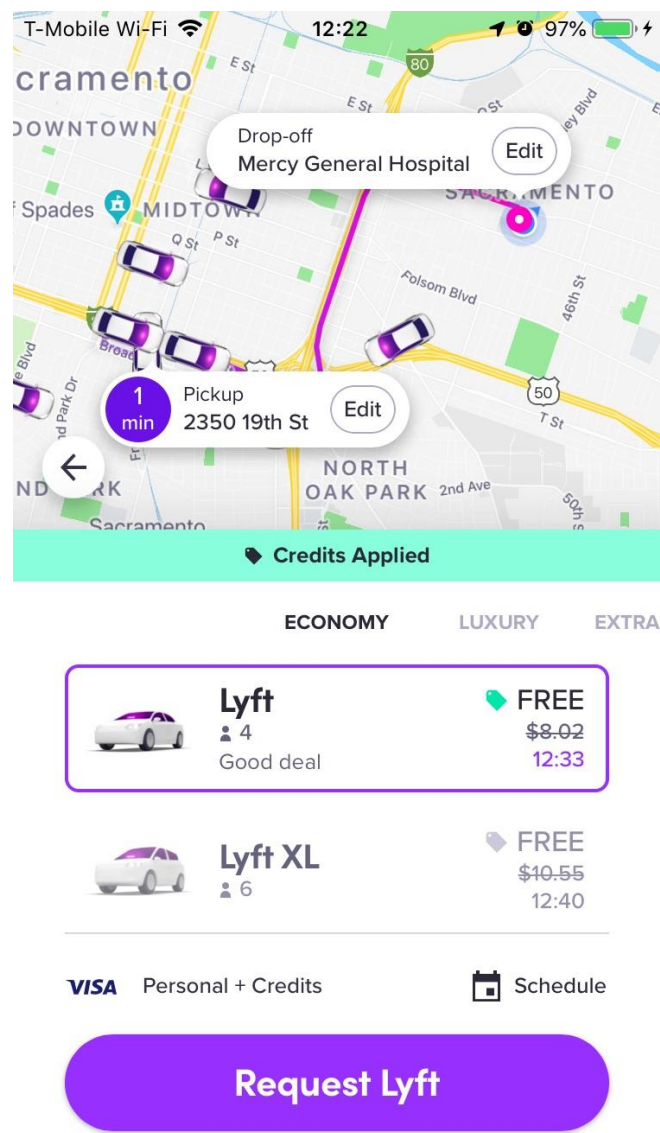 T-Mobile Wi-Fi 12:22 97%
cramento
E St
80
E St
DOWNTOWN
Drop-off
Mercy General Hospital
Edit
Spades
MIDTOWN
SACRAMENTO
Q St
P St
Folsom Blvd
46th St
50
T St
1 min
Pickup
2350 19th St
Edit
NORTH
OAK PARK
2nd Ave
50th St
Sacramento
Credits Applied
ECONOMY LUXURY EXTRA
Lyft FREE
4 $8.02
Good deal 12:33
Lyft XL FREE
6 $10.55
12:40
VISA Personal + Credits Schedule
Request Lyft